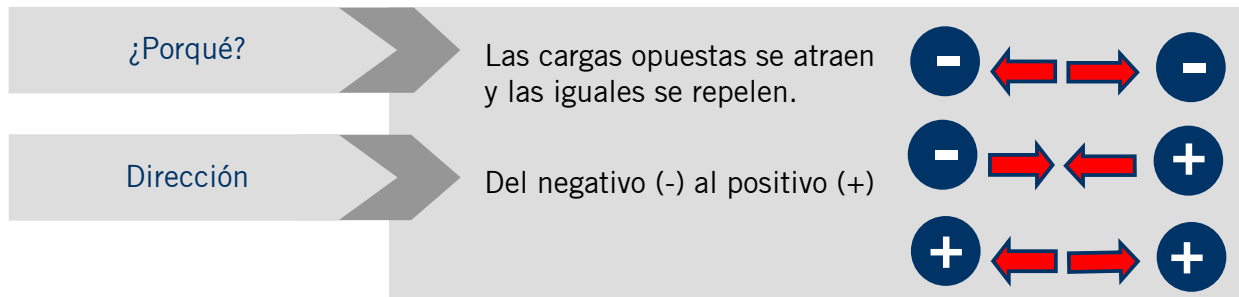 ¿Porqué?
Las cargas opuestas se atraen
y las iguales se repelen.
Dirección
Del negativo (-) al positivo (+)
- -
- +
+ +